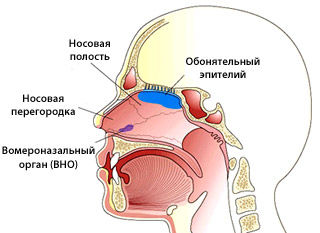 Носовая
полость
Обонятельный
эпителий
Носовая
перегородка
Вомероназальный
орган (ВНО)